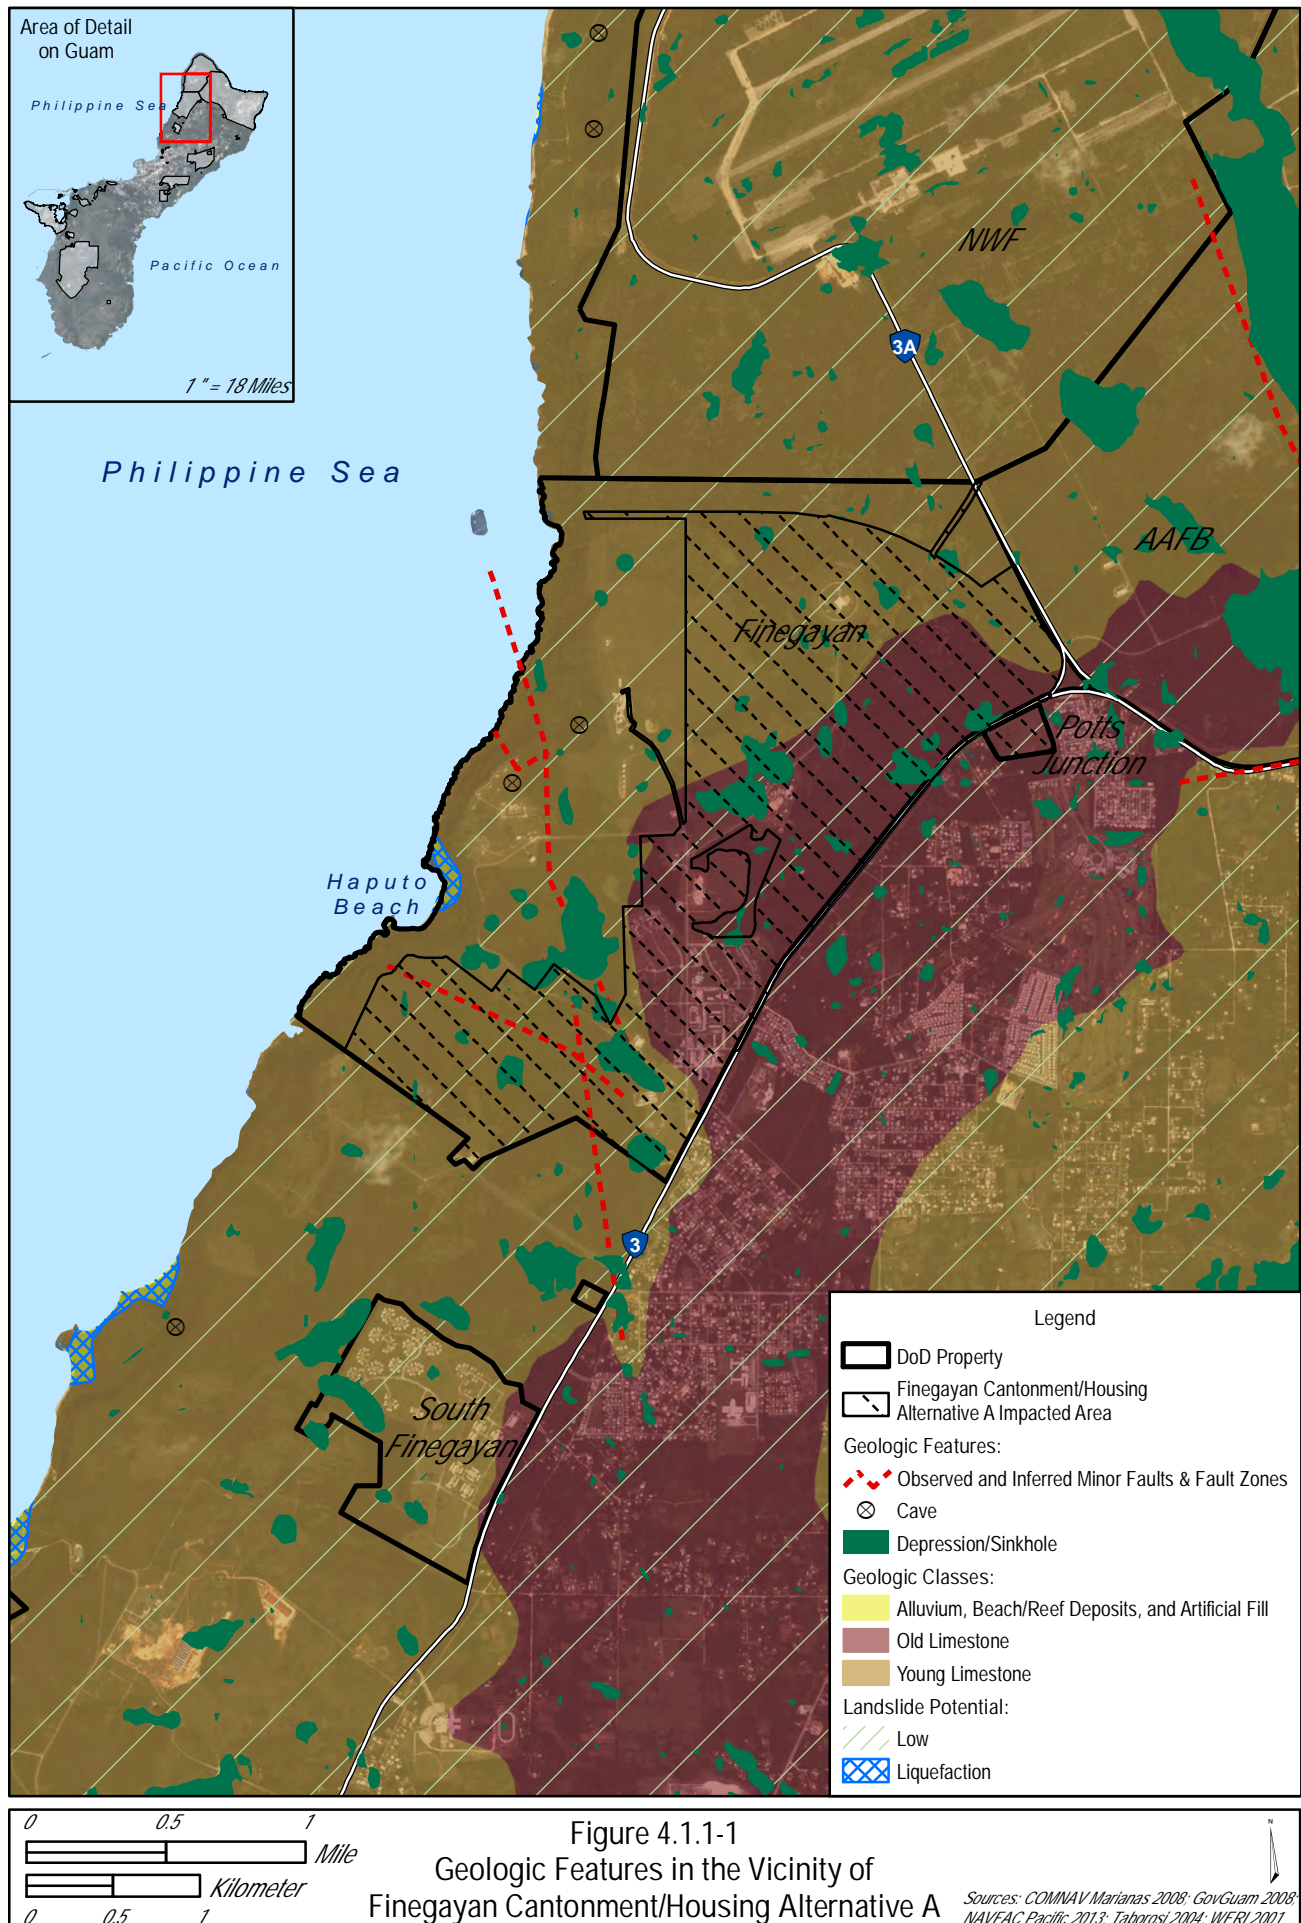 Area of Detail
on Guam
Philippine Sea
Pacific Ocean
1 " = 18 Miles
NWF
3A
Philippine Sea
AAFB
Finegayan
Potts
Junction
Haputo
Beach
3
South
Finegayan
Legend
DoD Property
Finegayan Cantonment/Housing
Alternative A Impacted Area
Geologic Features:
Observed and Inferred Minor Faults & Fault Zones
Cave
Depression/Sinkhole
Geologic Classes:
Alluvium, Beach/Reef Deposits, and Artificial Fill
Old Limestone
Young Limestone
Landslide Potential:
Low
Liquefaction
0 0.5 1
Mile
Kilometer
0 0.5 1
Figure 4.1.1-1
Geologic Features in the Vicinity of
Finegayan Cantonment/Housing Alternative A
N
Sources: COMNAV Marianas 2008; GovGuam 2008;
NAVFAC Pacific 2013; Taborosi 2004; WERI 2001